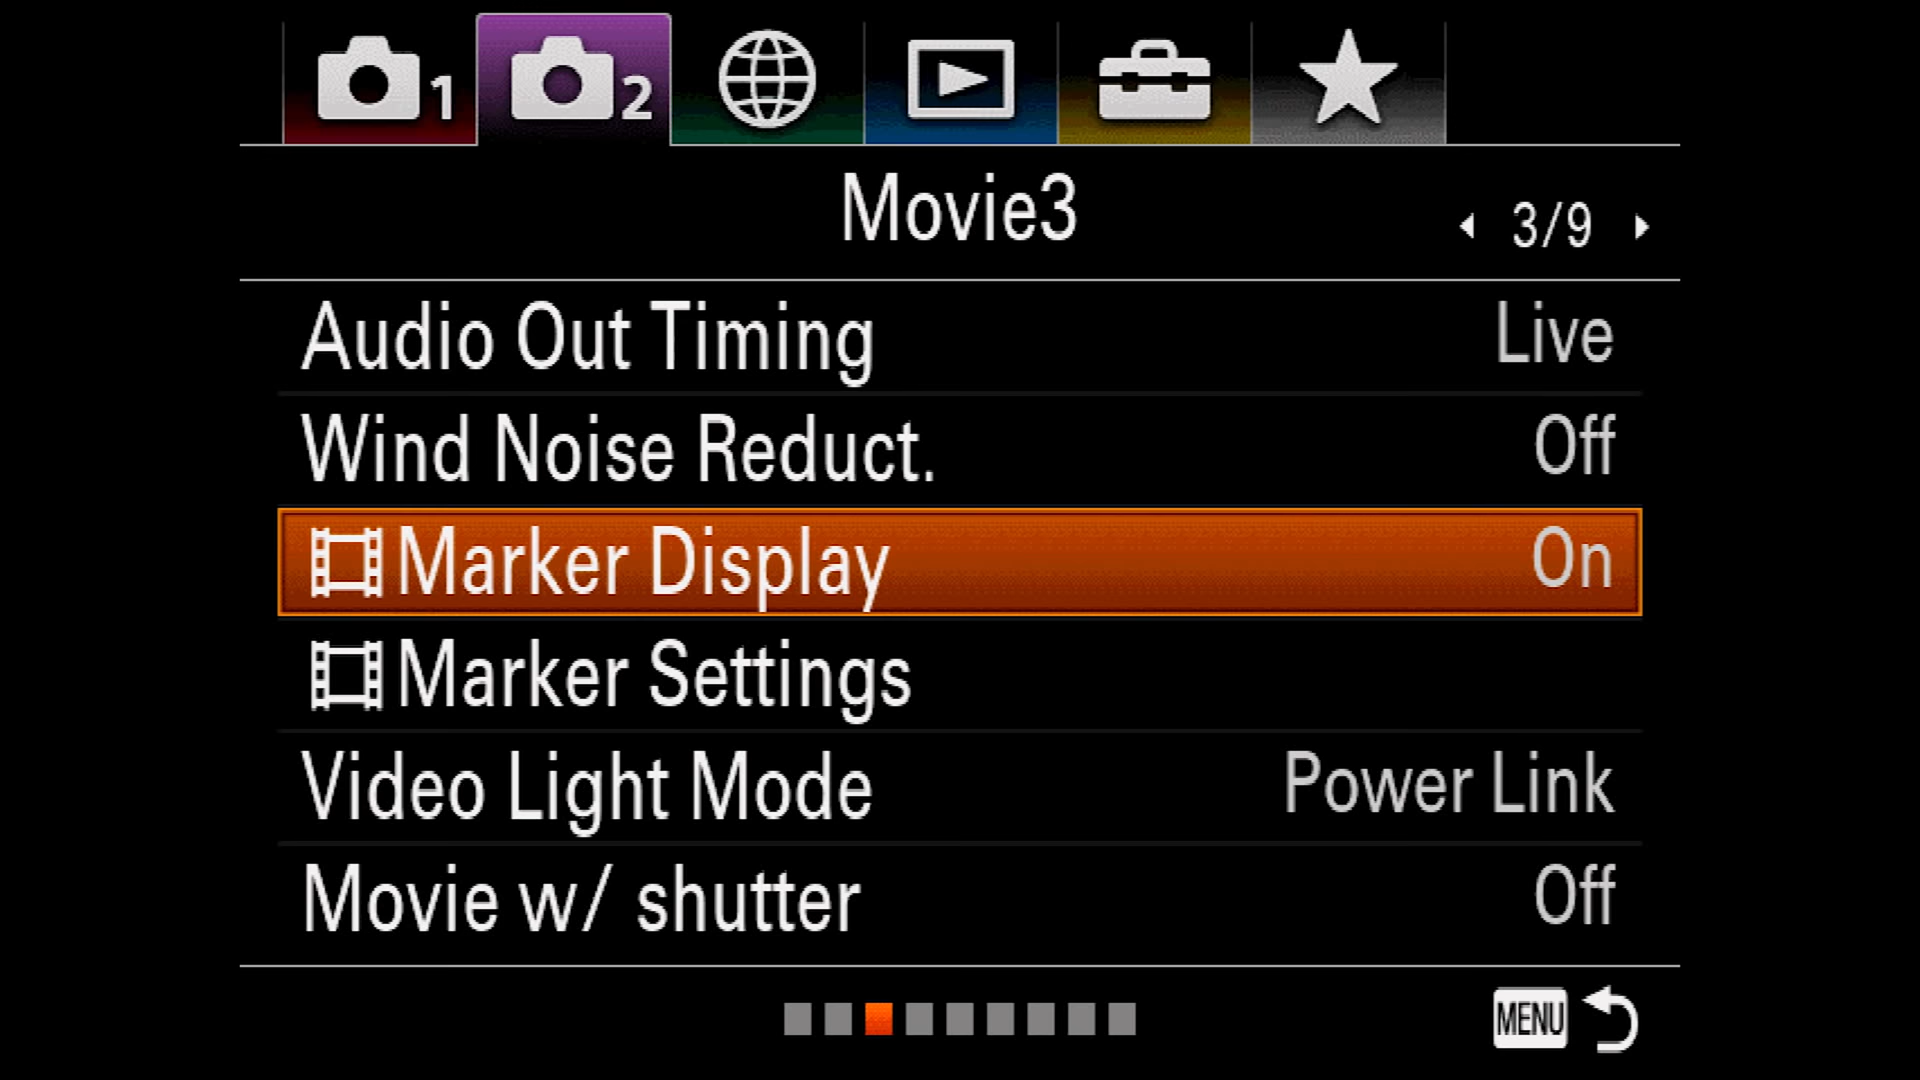 1
2
Movie3
3/9
Audio Out Timing Live
Wind Noise Reduct. Off
Marker Display On
Marker Settings
Video Light Mode Power Link
Movie w/ shutter Off
MENU